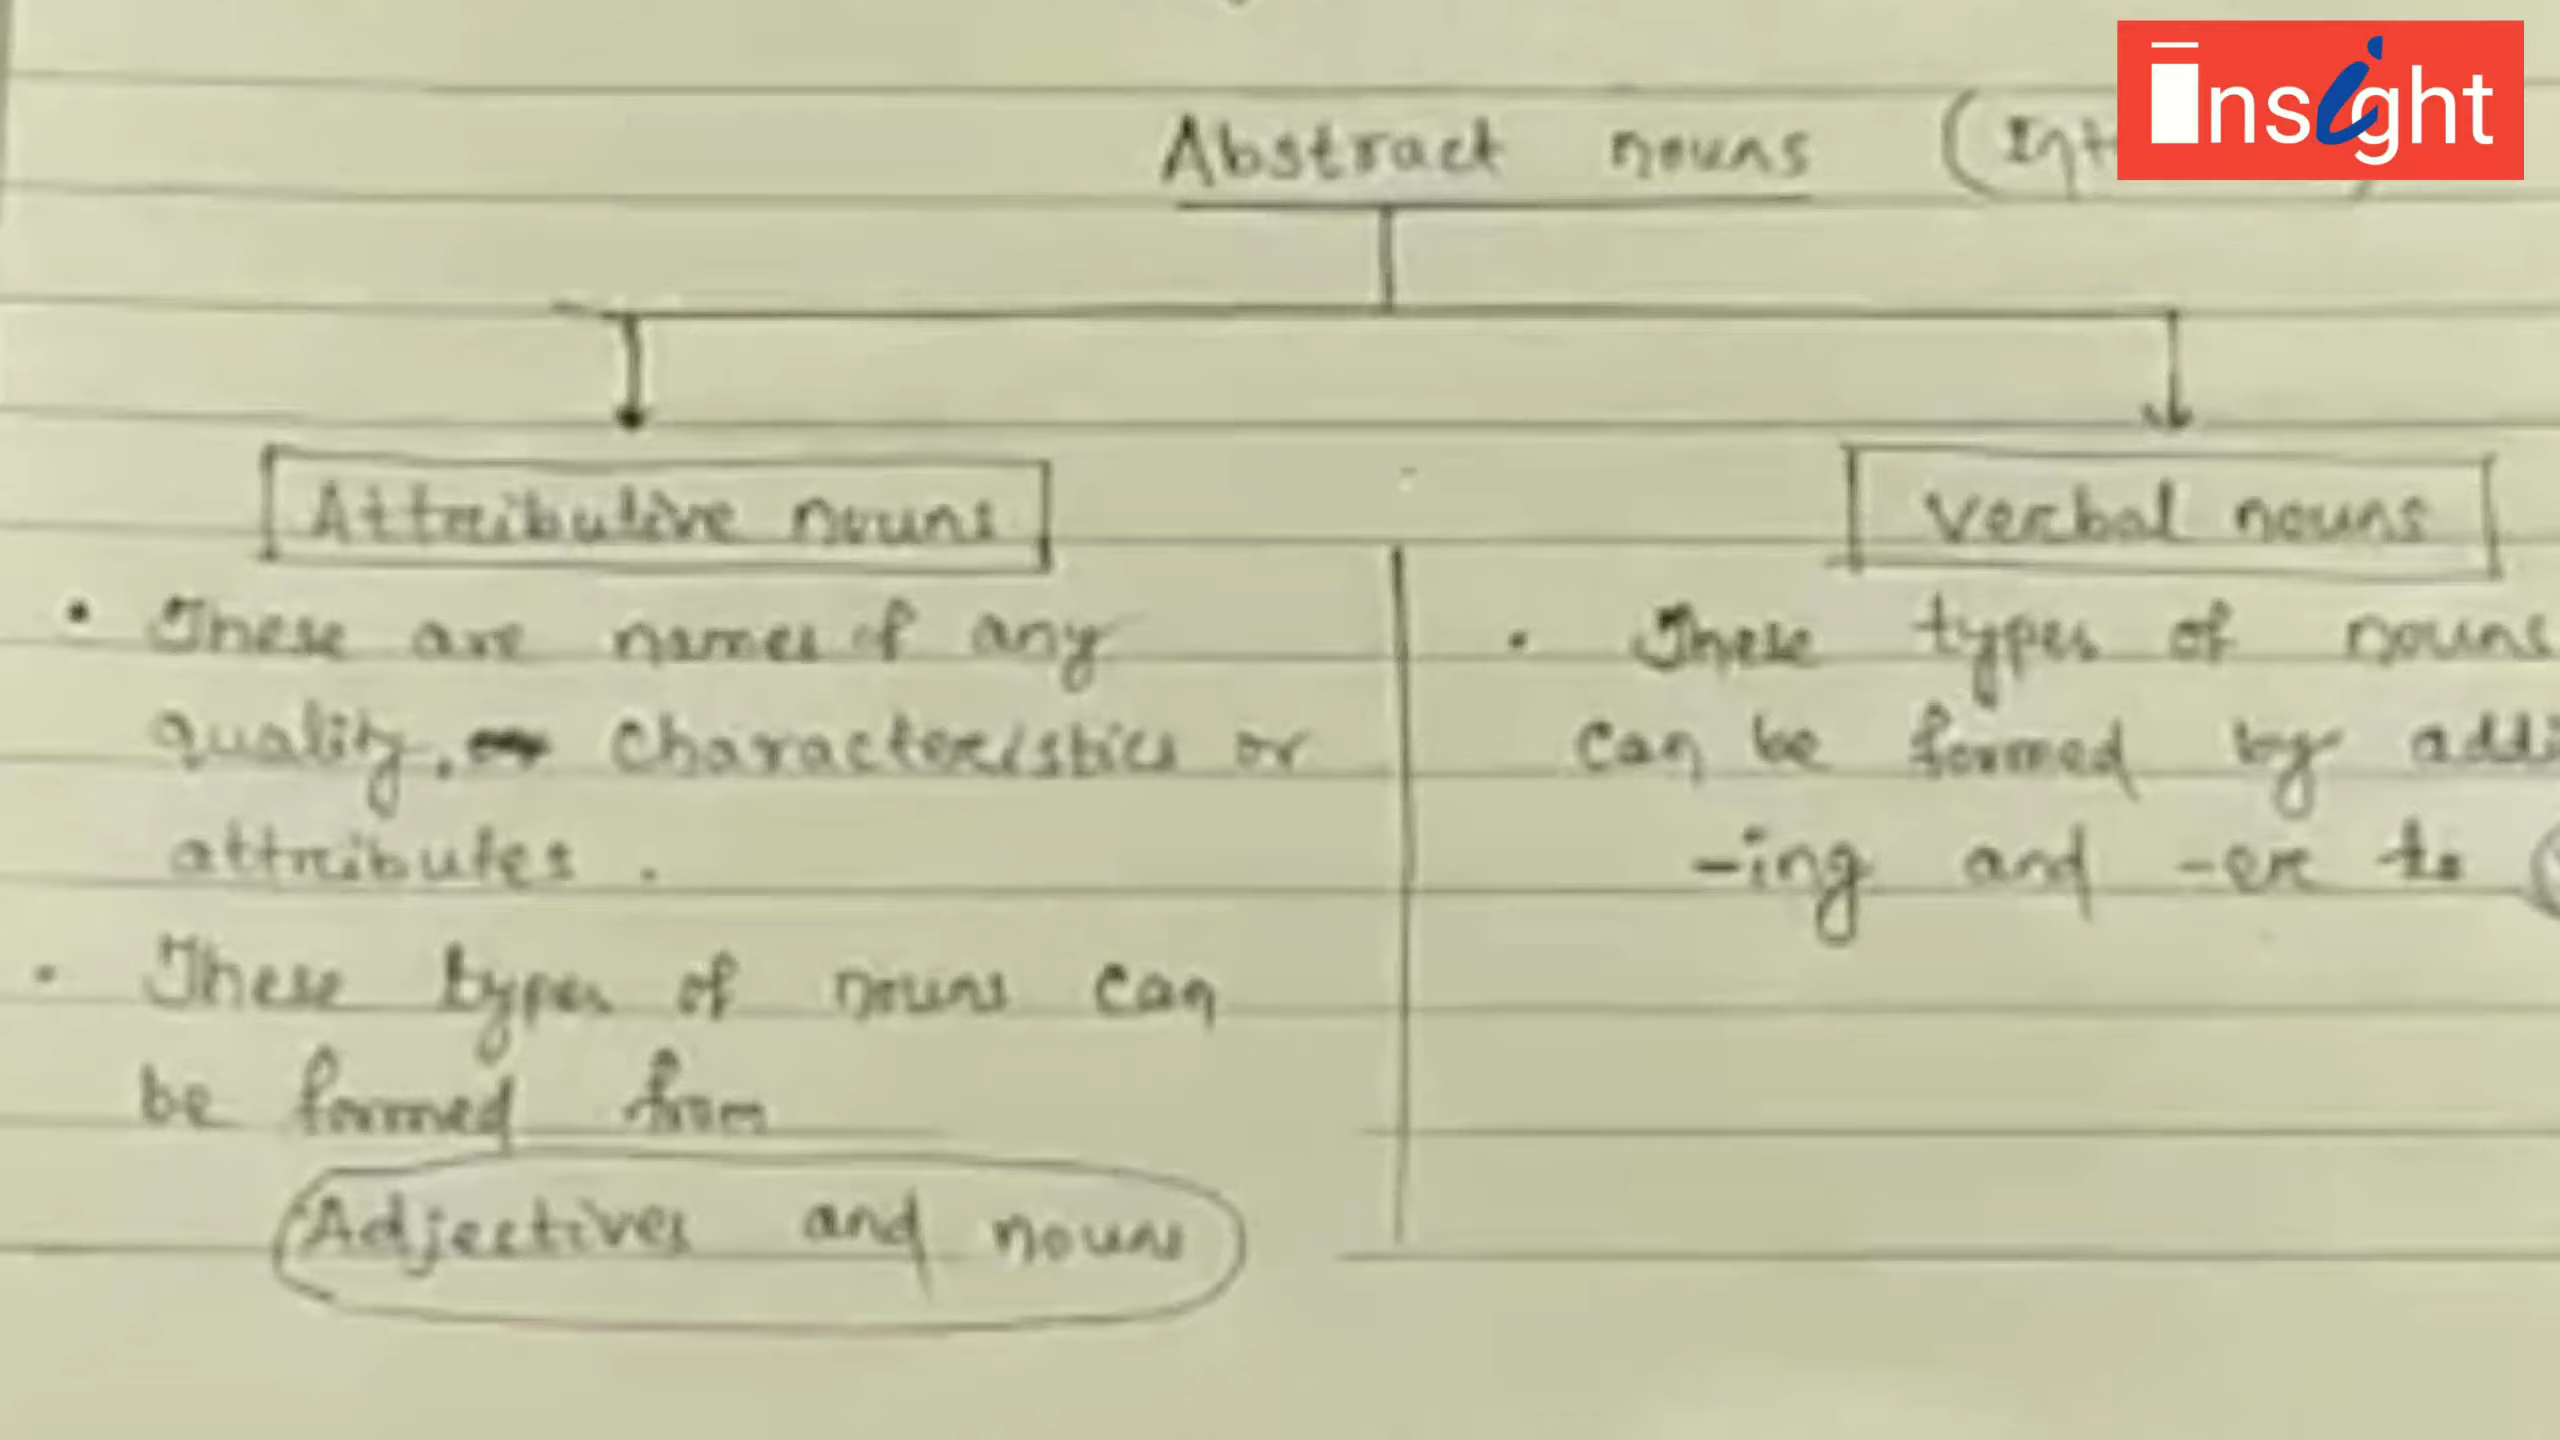 Insight
Abstract nouns
Attributive nouns
Verbal nouns
• These are names of any
quality, characteristics or
attributes.
• These types of nouns can
be formed from
Adjectives and nouns
• These types of nouns
can be formed by addi
-ing and -er to